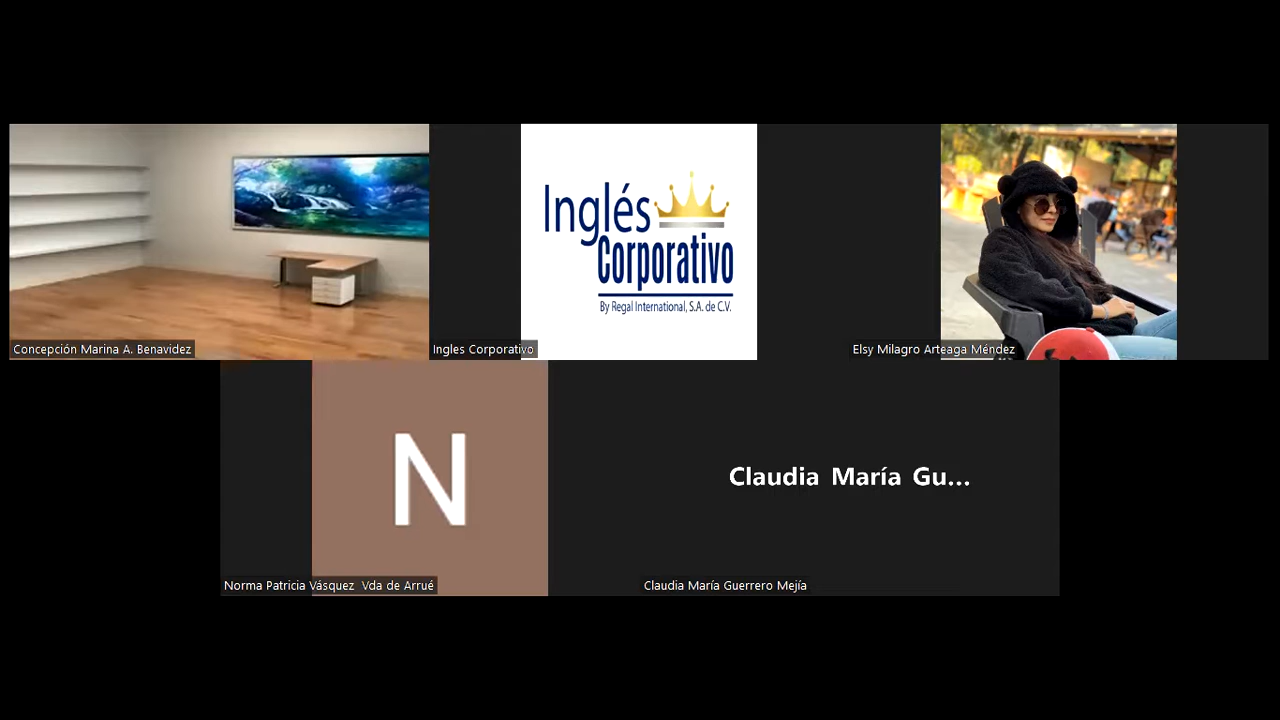 Inglés
Corporativo
By Regal International, S.A. de C.V.
Concepción Marina A. Benavidez
Ingles Corporativo
Elsy Milagro Arteaga Méndez
N
Claudia María Gu...
Norma Patricia Vásquez  Vda de Arrué
Claudia María Guerrero Mejía